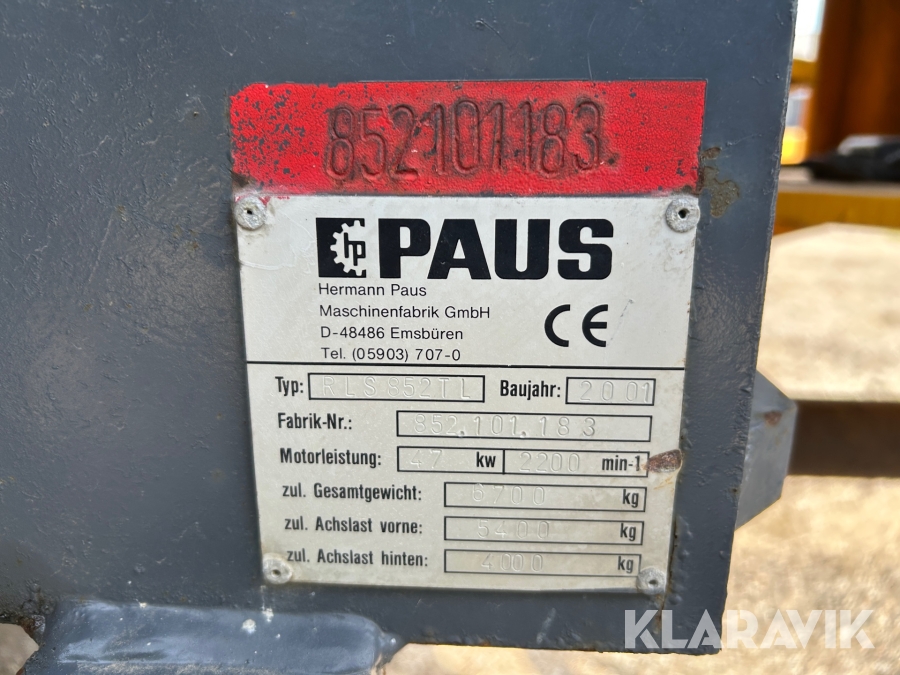 852101183
hp PAUS
Hermann Paus
Maschinenfabrik GmbH
D-48486 Emsbüren
Tel. (05903) 707-0
CE
Typ: RLS852TL Baujahr: 2001
Fabrik-Nr.: 852.101.183
Motorleistung: 47 kw 2200 min-1
zul. Gesamtgewicht: 6700 kg
zul. Achslast vorne: 5400 kg
zul. Achslast hinten: 4000 kg
KLARAVIK